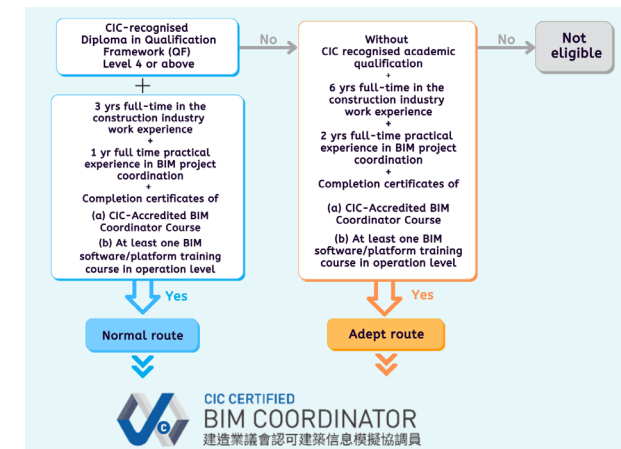 CIC-recognised
Diploma in Qualification
Framework (QF)
Level 4 or above
No
Without
CIC recognised academic
qualification
+
6 yrs full-time in the
construction industry
work experience
+
2 yrs full-time practical
experience in BIM project
coordination
+
Completion certificates of
(a) CIC-Accredited BIM
Coordinator Course
(b) At least one BIM
software/platform training
course in operation level
No
Not
eligible
+
3 yrs full-time in the
construction industry
work experience
+
1 yr full time practical
experience in BIM project
coordination
+
Completion certificates of
(a) CIC-Accredited BIM
Coordinator Course
(b) At least one BIM
software/platform training
course in operation level
Yes
Yes
Normal route
Adept route
C
CIC CERTIFIED
BIM COORDINATOR
建造業議會認可建築信息模擬協調員